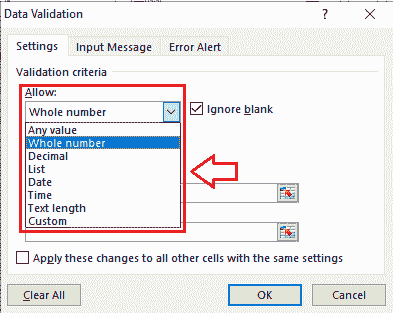 Data Validation
? ×
Settings Input Message Error Alert
Validation criteria
Allow:
Whole number Ignore blank
Any value
Whole number
Decimal
List
Date
Time
Text length
Custom
Apply these changes to all other cells with the same settings
Clear All OK Cancel